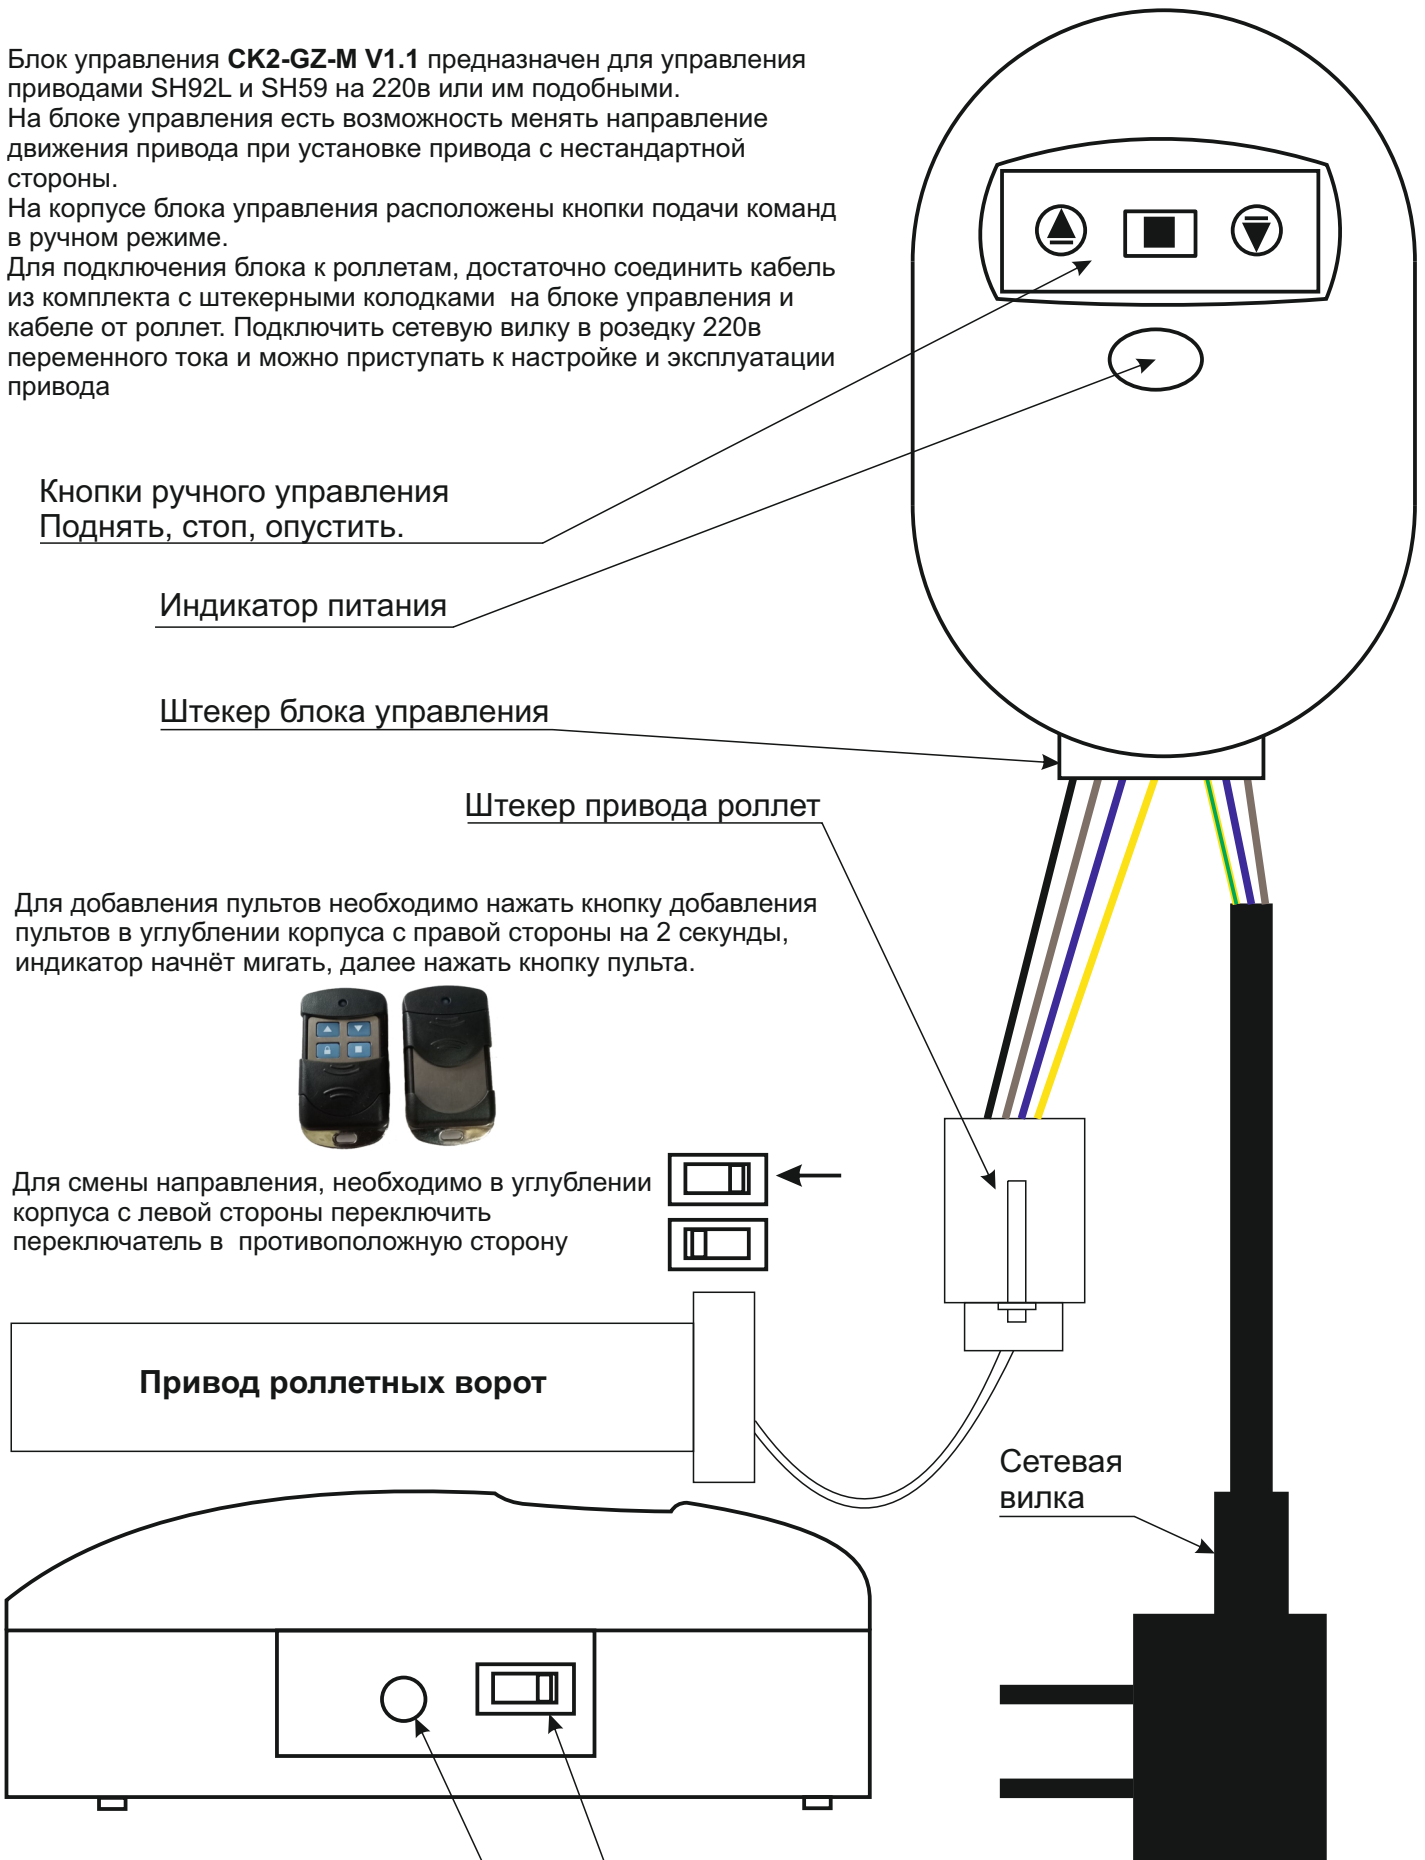 Блок управления CK2-GZ-M V1.1 предназначен для управления
приводами SH92L и SH59 на 220в или им подобными.
На блоке управления есть возможность менять направление
движения привода при установке привода с нестандартной
стороны.
На корпусе блока управления расположены кнопки подачи команд
в ручном режиме.
Для подключения блока к роллетам, достаточно соединить кабель
из комплекта с штекерными колодками на блоке управления и
кабеле от роллет. Подключить сетевую вилку в розедку 220в
переменного тока и можно приступать к настройке и эксплуатации
привода
Кнопки ручного управления
Поднять, стоп, опустить.
Индикатор питания
Штекер блока управления
Штекер привода роллет
Для добавления пультов необходимо нажать кнопку добавления
пультов в углублении корпуса с правой стороны на 2 секунды,
индикатор начнёт мигать, далее нажать кнопку пульта.
Для смены направления, необходимо в углублении
корпуса с левой стороны переключить
переключатель в противоположную сторону
Привод роллетных ворот
Сетевая
вилка